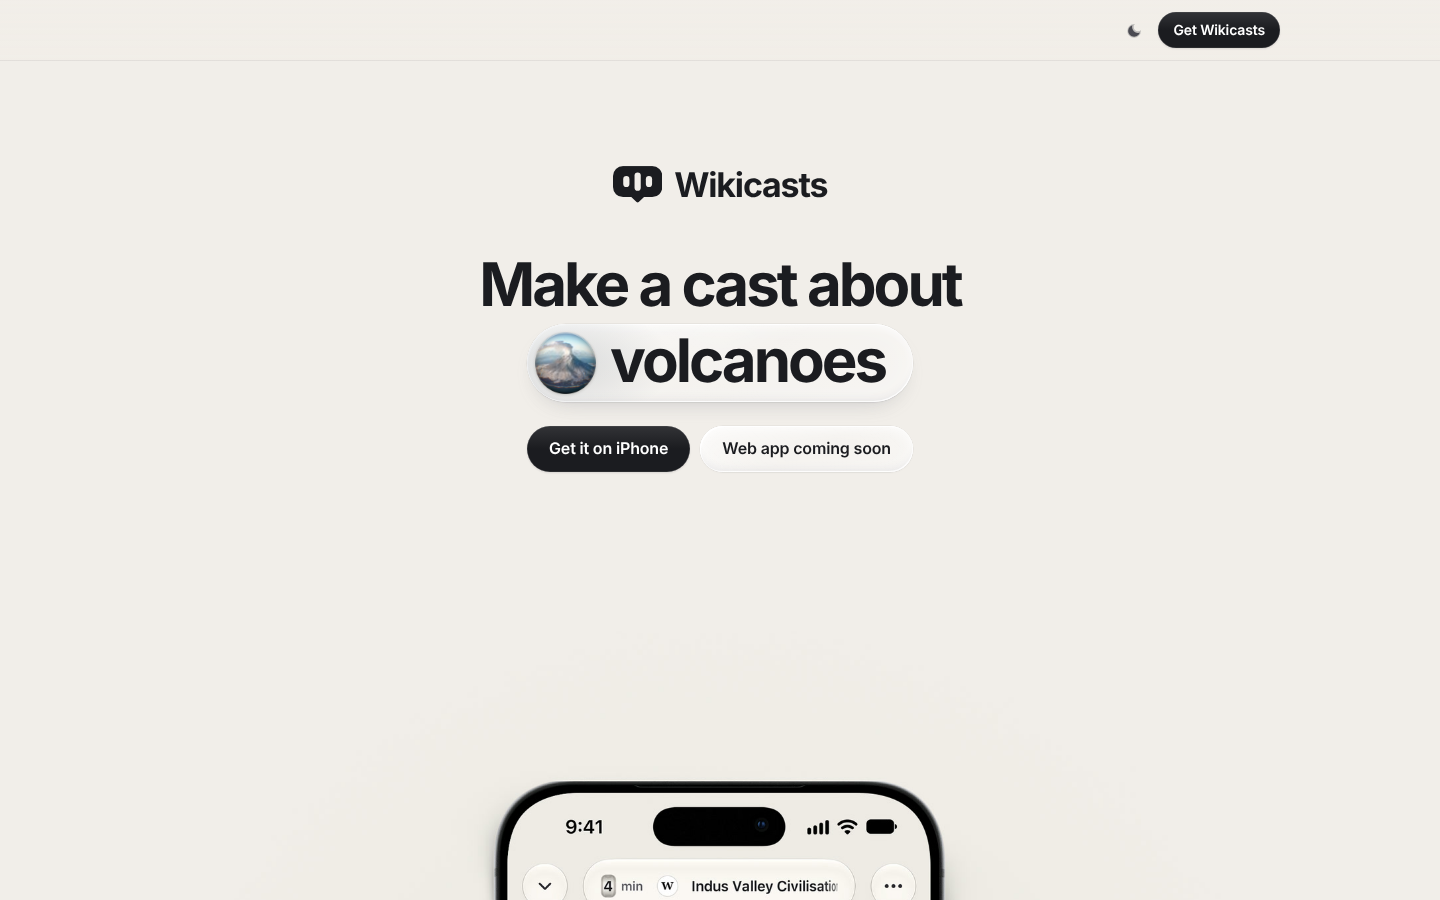 Get Wikicasts
Wikicasts
Make a cast about
volcanoes
Get it on iPhone
Web app coming soon
9:41
4 min W Indus Valley Civilisatio